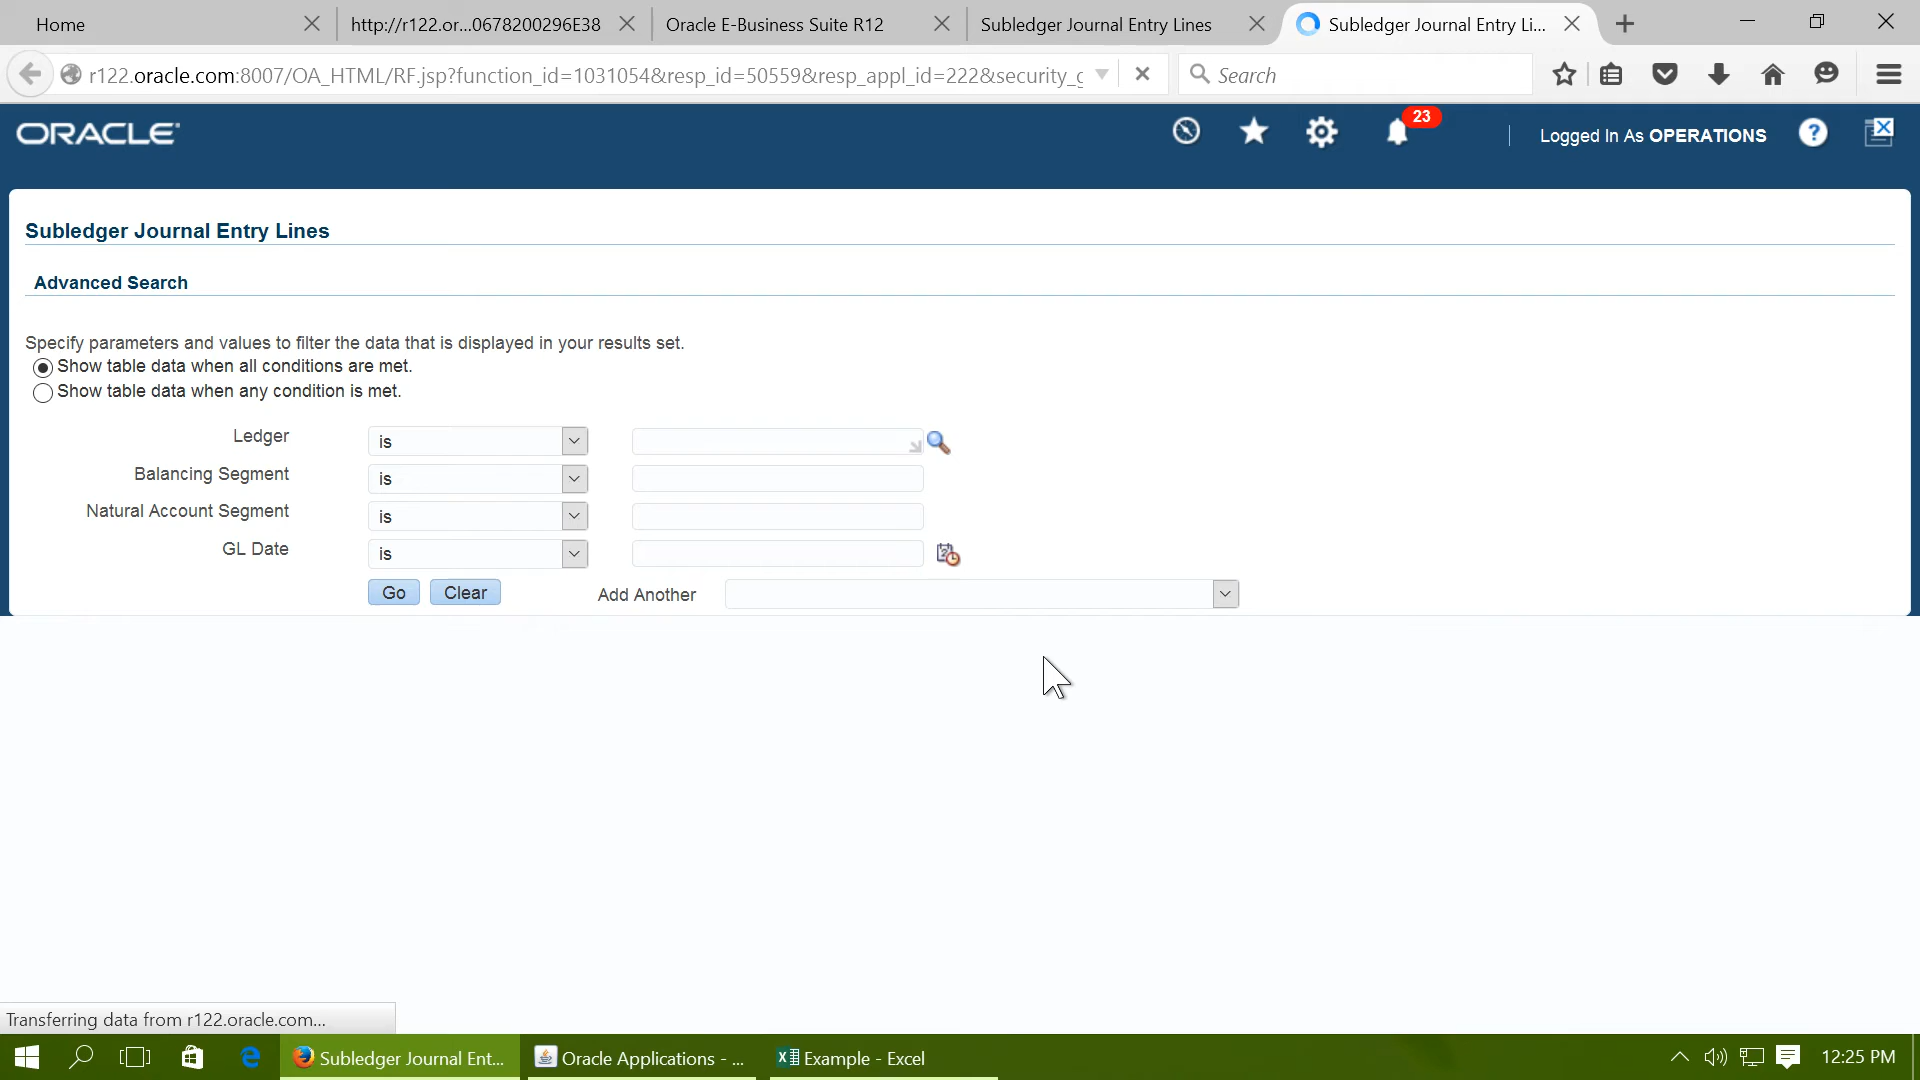 Home
http://r122.or...0678200296E38
Oracle E-Business Suite R12
Subledger Journal Entry Lines
Subledger Journal Entry Li...
r122.oracle.com:8007/OA_HTML/RF.jsp?function_id=1031054&resp_id=50559&resp_appl_id=222&security_g
Search
ORACLE
23
Logged In As OPERATIONS
?
Subledger Journal Entry Lines
Advanced Search
Specify parameters and values to filter the data that is displayed in your results set.
Show table data when all conditions are met.
Show table data when any condition is met.
Ledger is
Balancing Segment is
Natural Account Segment is
GL Date is
Go Clear Add Another
Transferring data from r122.oracle.com...
Subledger Journal Ent...
Oracle Applications - ...
Example - Excel
12:25 PM